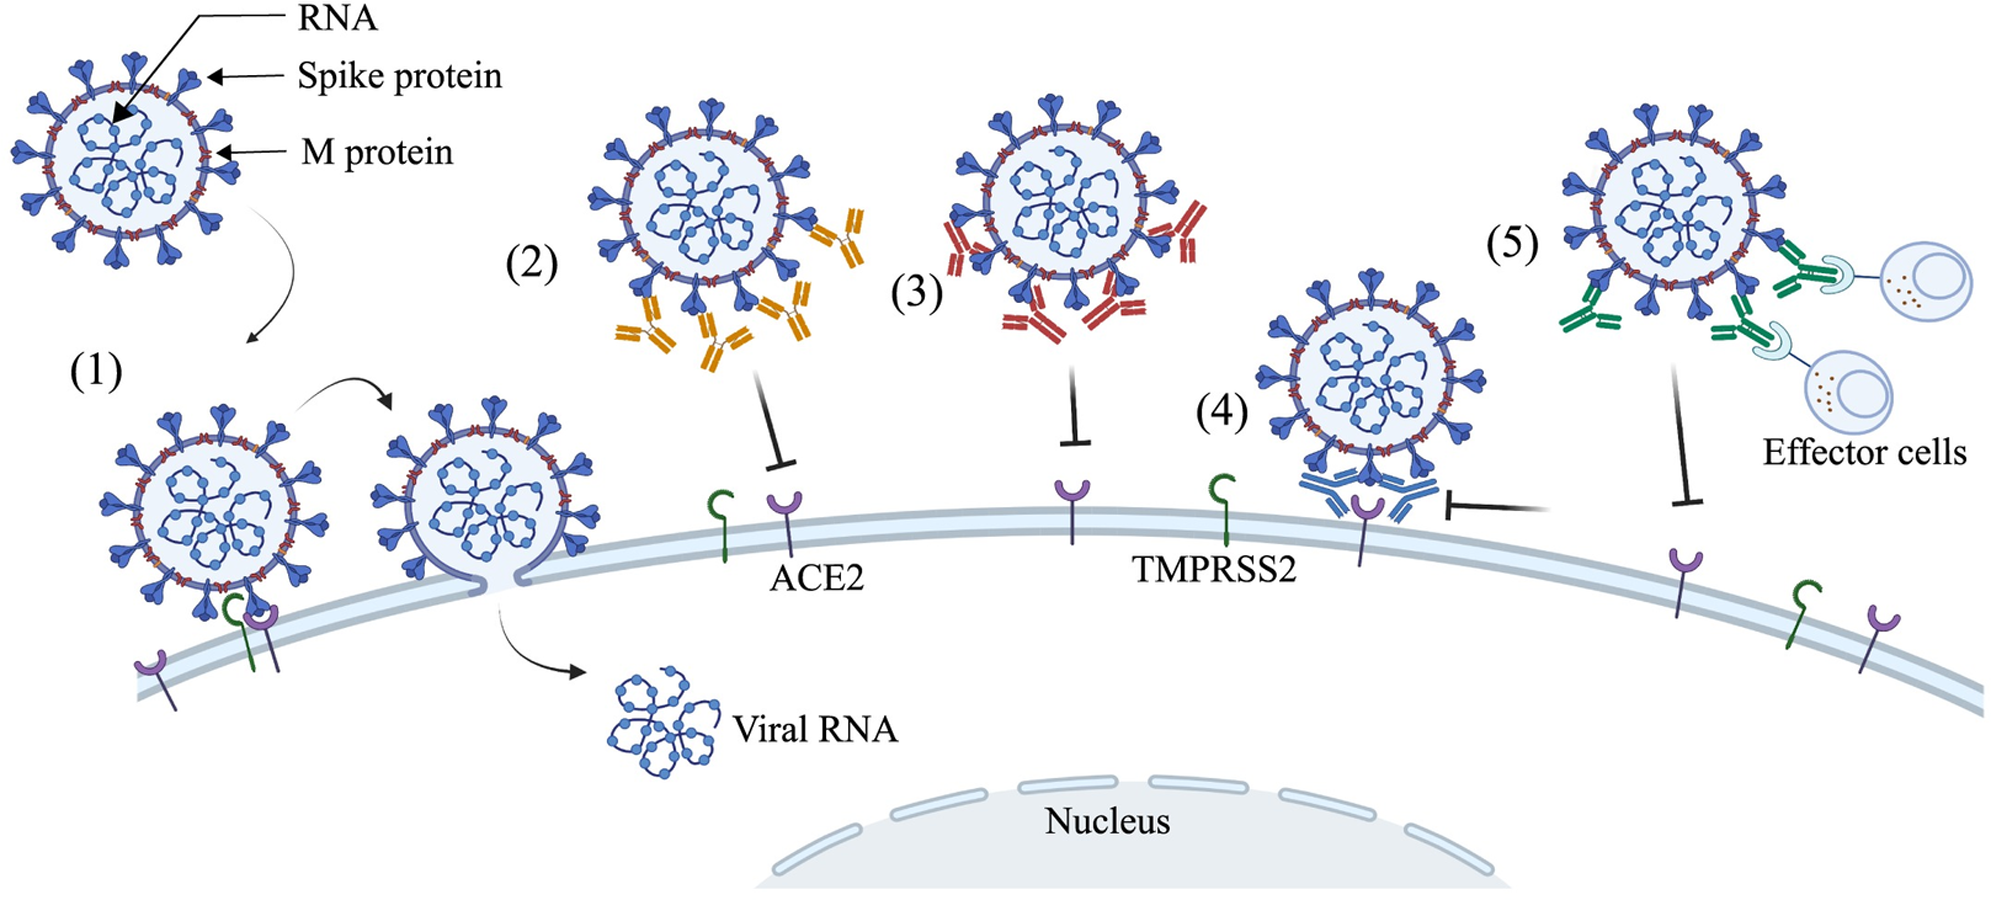 RNA
Spike protein
M protein
(1)
(2)
(3)
(4)
(5)
Effector cells
ACE2
TMPRSS2
Viral RNA
Nucleus